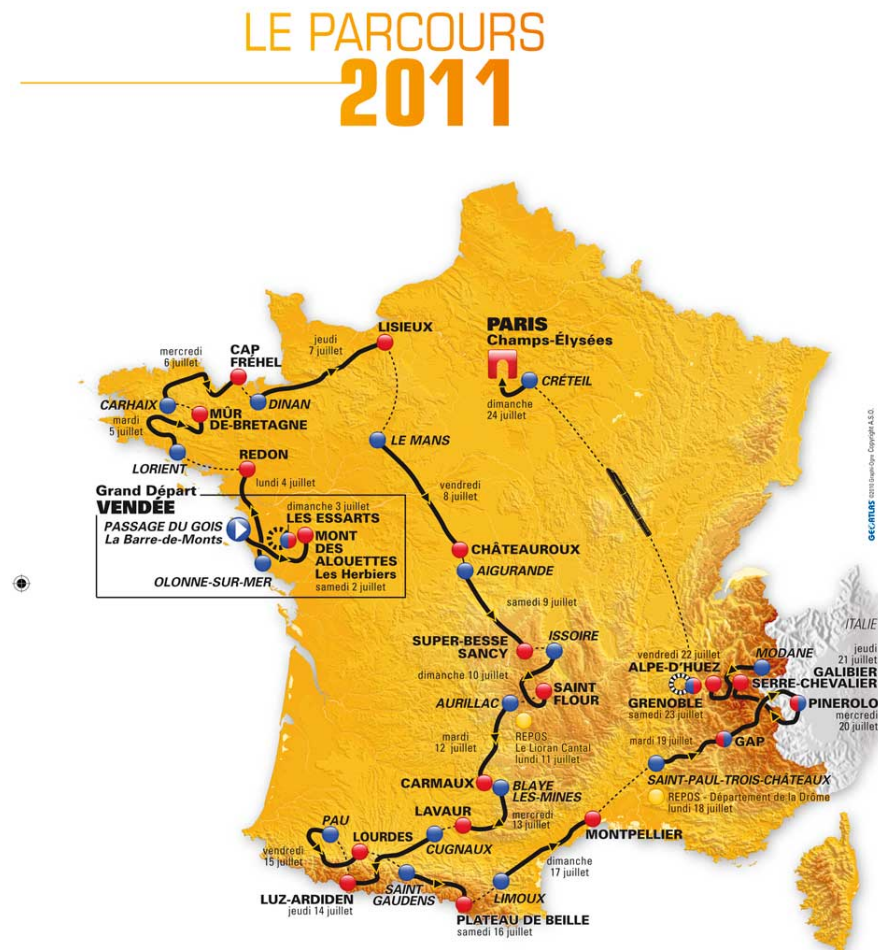 LE PARCOURS
2011
LISIEUX
jeudi
7 juillet
PARIS
Champs-Élysées
mercredi
6 juillet
CAP
FRÉHEL
CRÉTEIL
dimanche
24 juillet
CARHAIX
DINAN
mardi
5 juillet
MÛR
DE-BRETAGNE
LE MANS
LORIENT
REDON
lundi 4 juillet
vendredi
8 juillet
Grand Départ
VENDÉE
dimanche 3 juillet
LES ESSARTS
PASSAGE DU GOIS
La Barre-de-Monts
MONT
DES
ALOUETTES
Les Herbiers
samedi 2 juillet
OLONNE-SUR-MER
CHÂTEAUROUX
AIGURANDE
samedi 9 juillet
GEOATLAS ©2010 Graphi-Ogre Copyright A.S.O.
SUPER-BESSE
SANCY
ISSOIRE
dimanche 10 juillet
SAINT
FLOUR
AURILLAC
ITALIE
vendredi 22 juillet
ALPE-D'HUEZ
MODANE
jeudi
21 juillet
GALIBIER
SERRE-CHEVALIER
GRENOBLE
samedi 23 juillet
PINEROLO
mercredi
20 juillet
mardi
12 juillet
REPOS
Le Lioran Cantal
lundi 11 juillet
mardi 19 juillet
GAP
CARMAUX
BLAYE
LES-MINES
SAINT-PAUL-TROIS-CHÂTEAUX
REPOS - Département de la Drôme
lundi 18 juillet
LAVAUR
mercredi
13 juillet
PAU
LOURDES
CUGNAUX
MONTPELLIER
vendredi
15 juillet
dimanche
17 juillet
LUZ-ARDIDEN
jeudi 14 juillet
SAINT
GAUDENS
LIMOUX
PLATEAU DE BEILLE
samedi 16 juillet